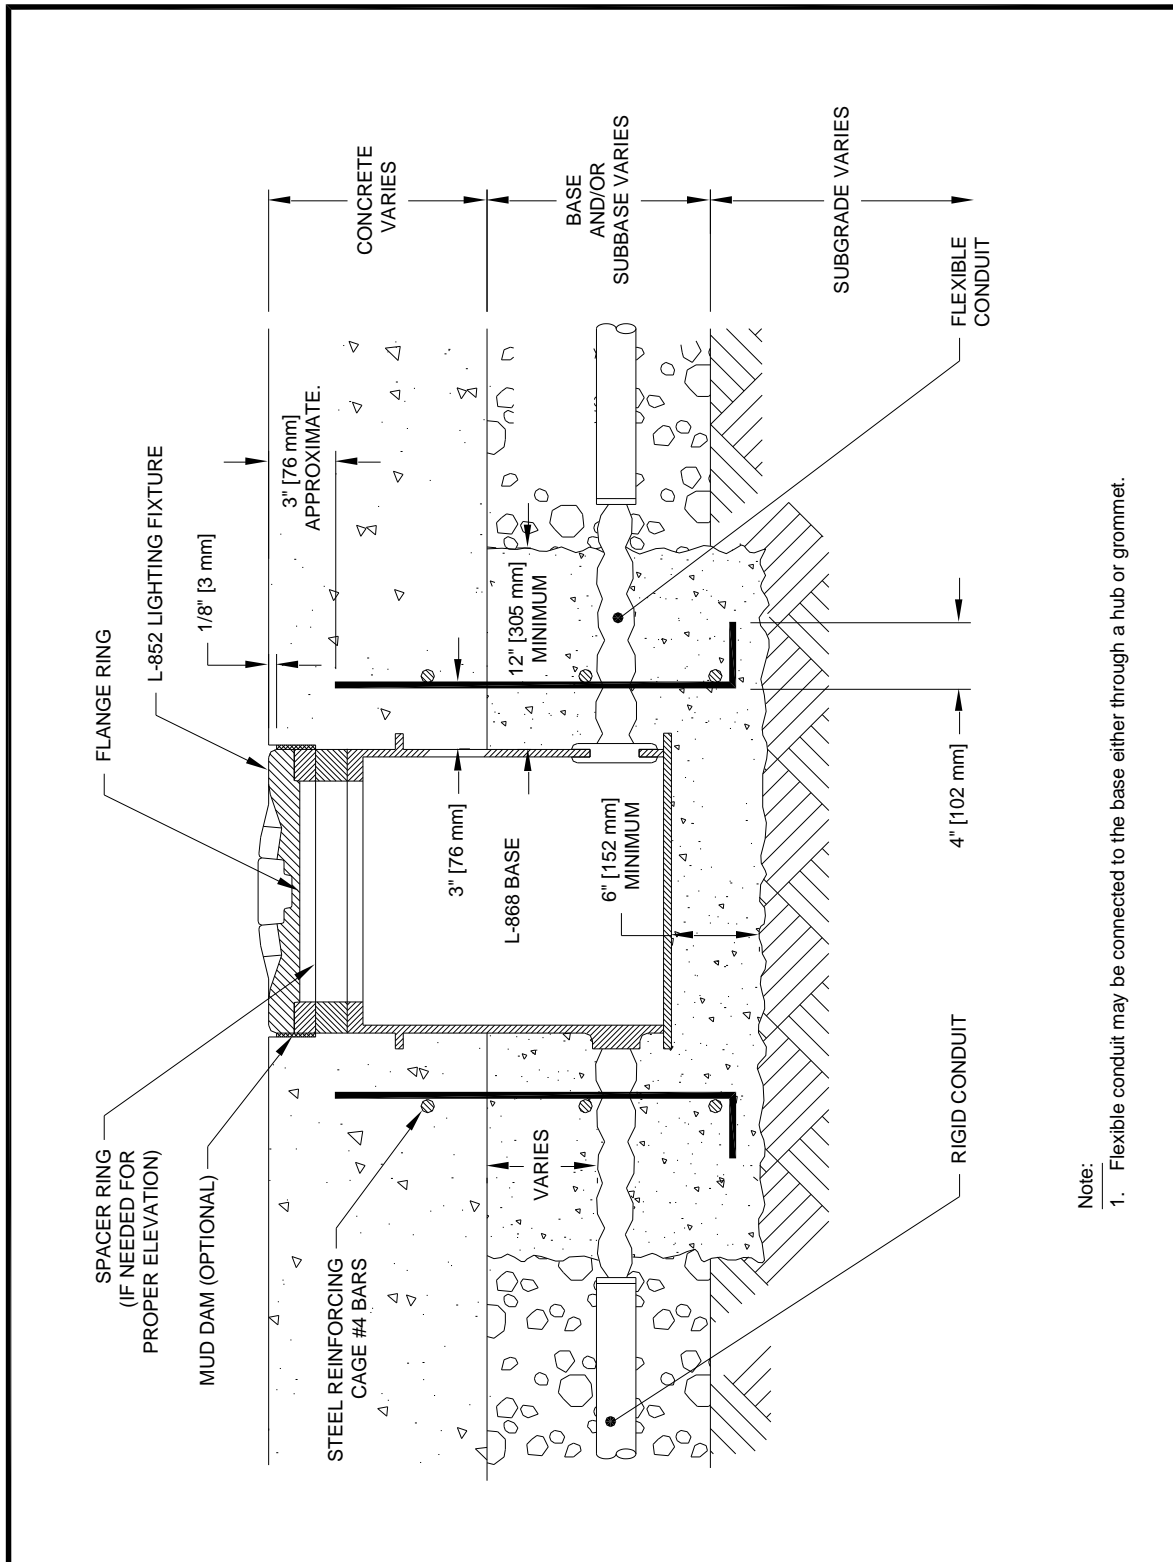 FLANGE RING
L-852 LIGHTING FIXTURE
SPACER RING
(IF NEEDED FOR
PROPER ELEVATION)
MUD DAM (OPTIONAL)
1/8" [3 mm]
3" [76 mm]
APPROXIMATE.
CONCRETE
VARIES
STEEL REINFORCING
CAGE #4 BARS
3" [76 mm]
12" [305 mm]
MINIMUM
L-868 BASE
VARIES
BASE
AND/OR
SUBBASE VARIES
6" [152 mm]
MINIMUM
SUBGRADE VARIES
RIGID CONDUIT
4" [102 mm]
FLEXIBLE
CONDUIT
Note:
1. Flexible conduit may be connected to the base either through a hub or grommet.